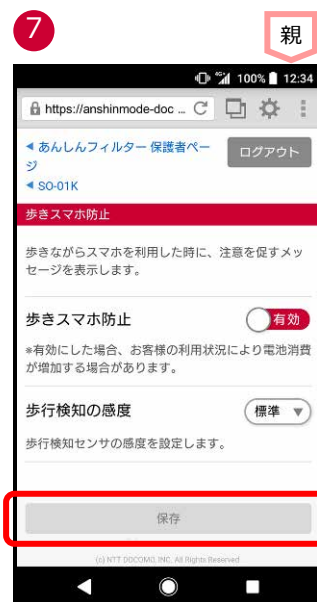 7
親
4G+ 100% 12:34
https://anshinmode-doc ...
◀ あんしんフィルター 保護者ペー
ジ
ログアウト
◀ SO-01K
歩きスマホ防止
歩きながらスマホを利用した時に、注意を促すメッ
セージを表示します。
歩きスマホ防止
有効
※有効にした場合、お客様の利用状況により電池消費
が増加する場合があります。
歩行検知の感度
標準 ▼
歩行検知センサの感度を設定します。
保存
(c) NTT DOCOMO, INC. All Rights Reserved